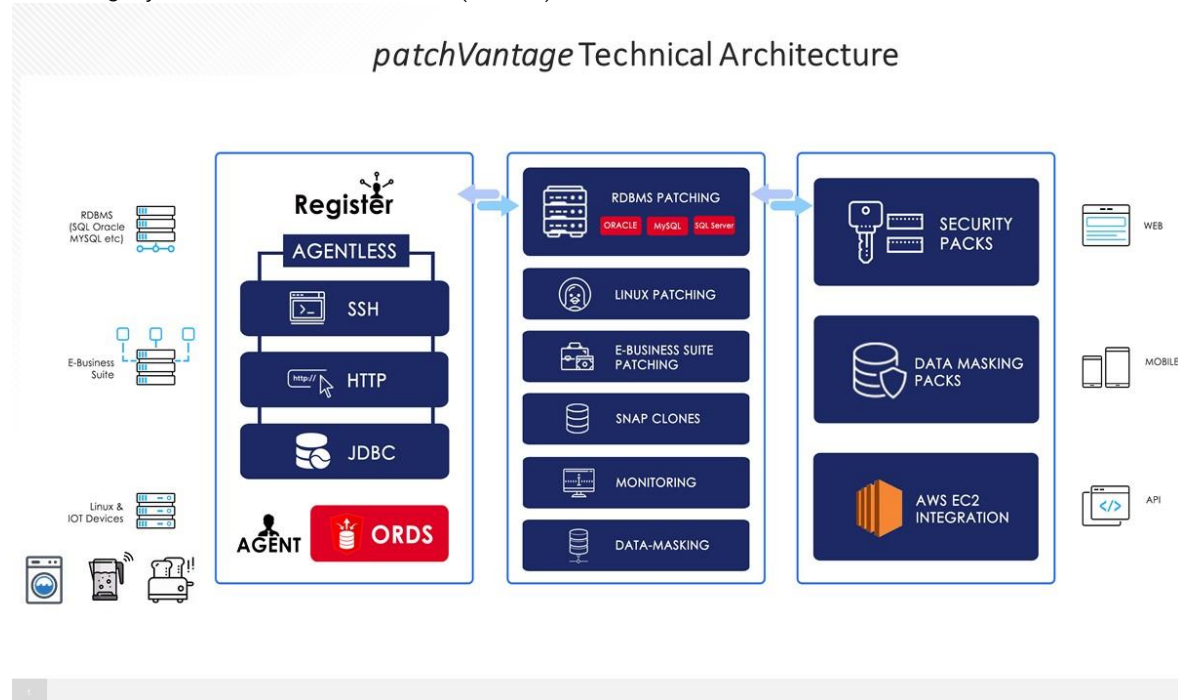 patchVantage Technical Architecture
RDBMS
(SQL Oracle
MYSQL etc)
E-Business
Suite
Linux &
IOT Devices
Register
AGENTLESS
SSH
http://
HTTP
JDBC
AGENT
ORDS
RDBMS PATCHING
ORACLE
MySQL
SQL Server
LINUX PATCHING
E-BUSINESS SUITE
PATCHING
SNAP CLONES
MONITORING
DATA-MASKING
SECURITY
PACKS
DATA MASKING
PACKS
AWS EC2
INTEGRATION
WEB
MOBILE
API